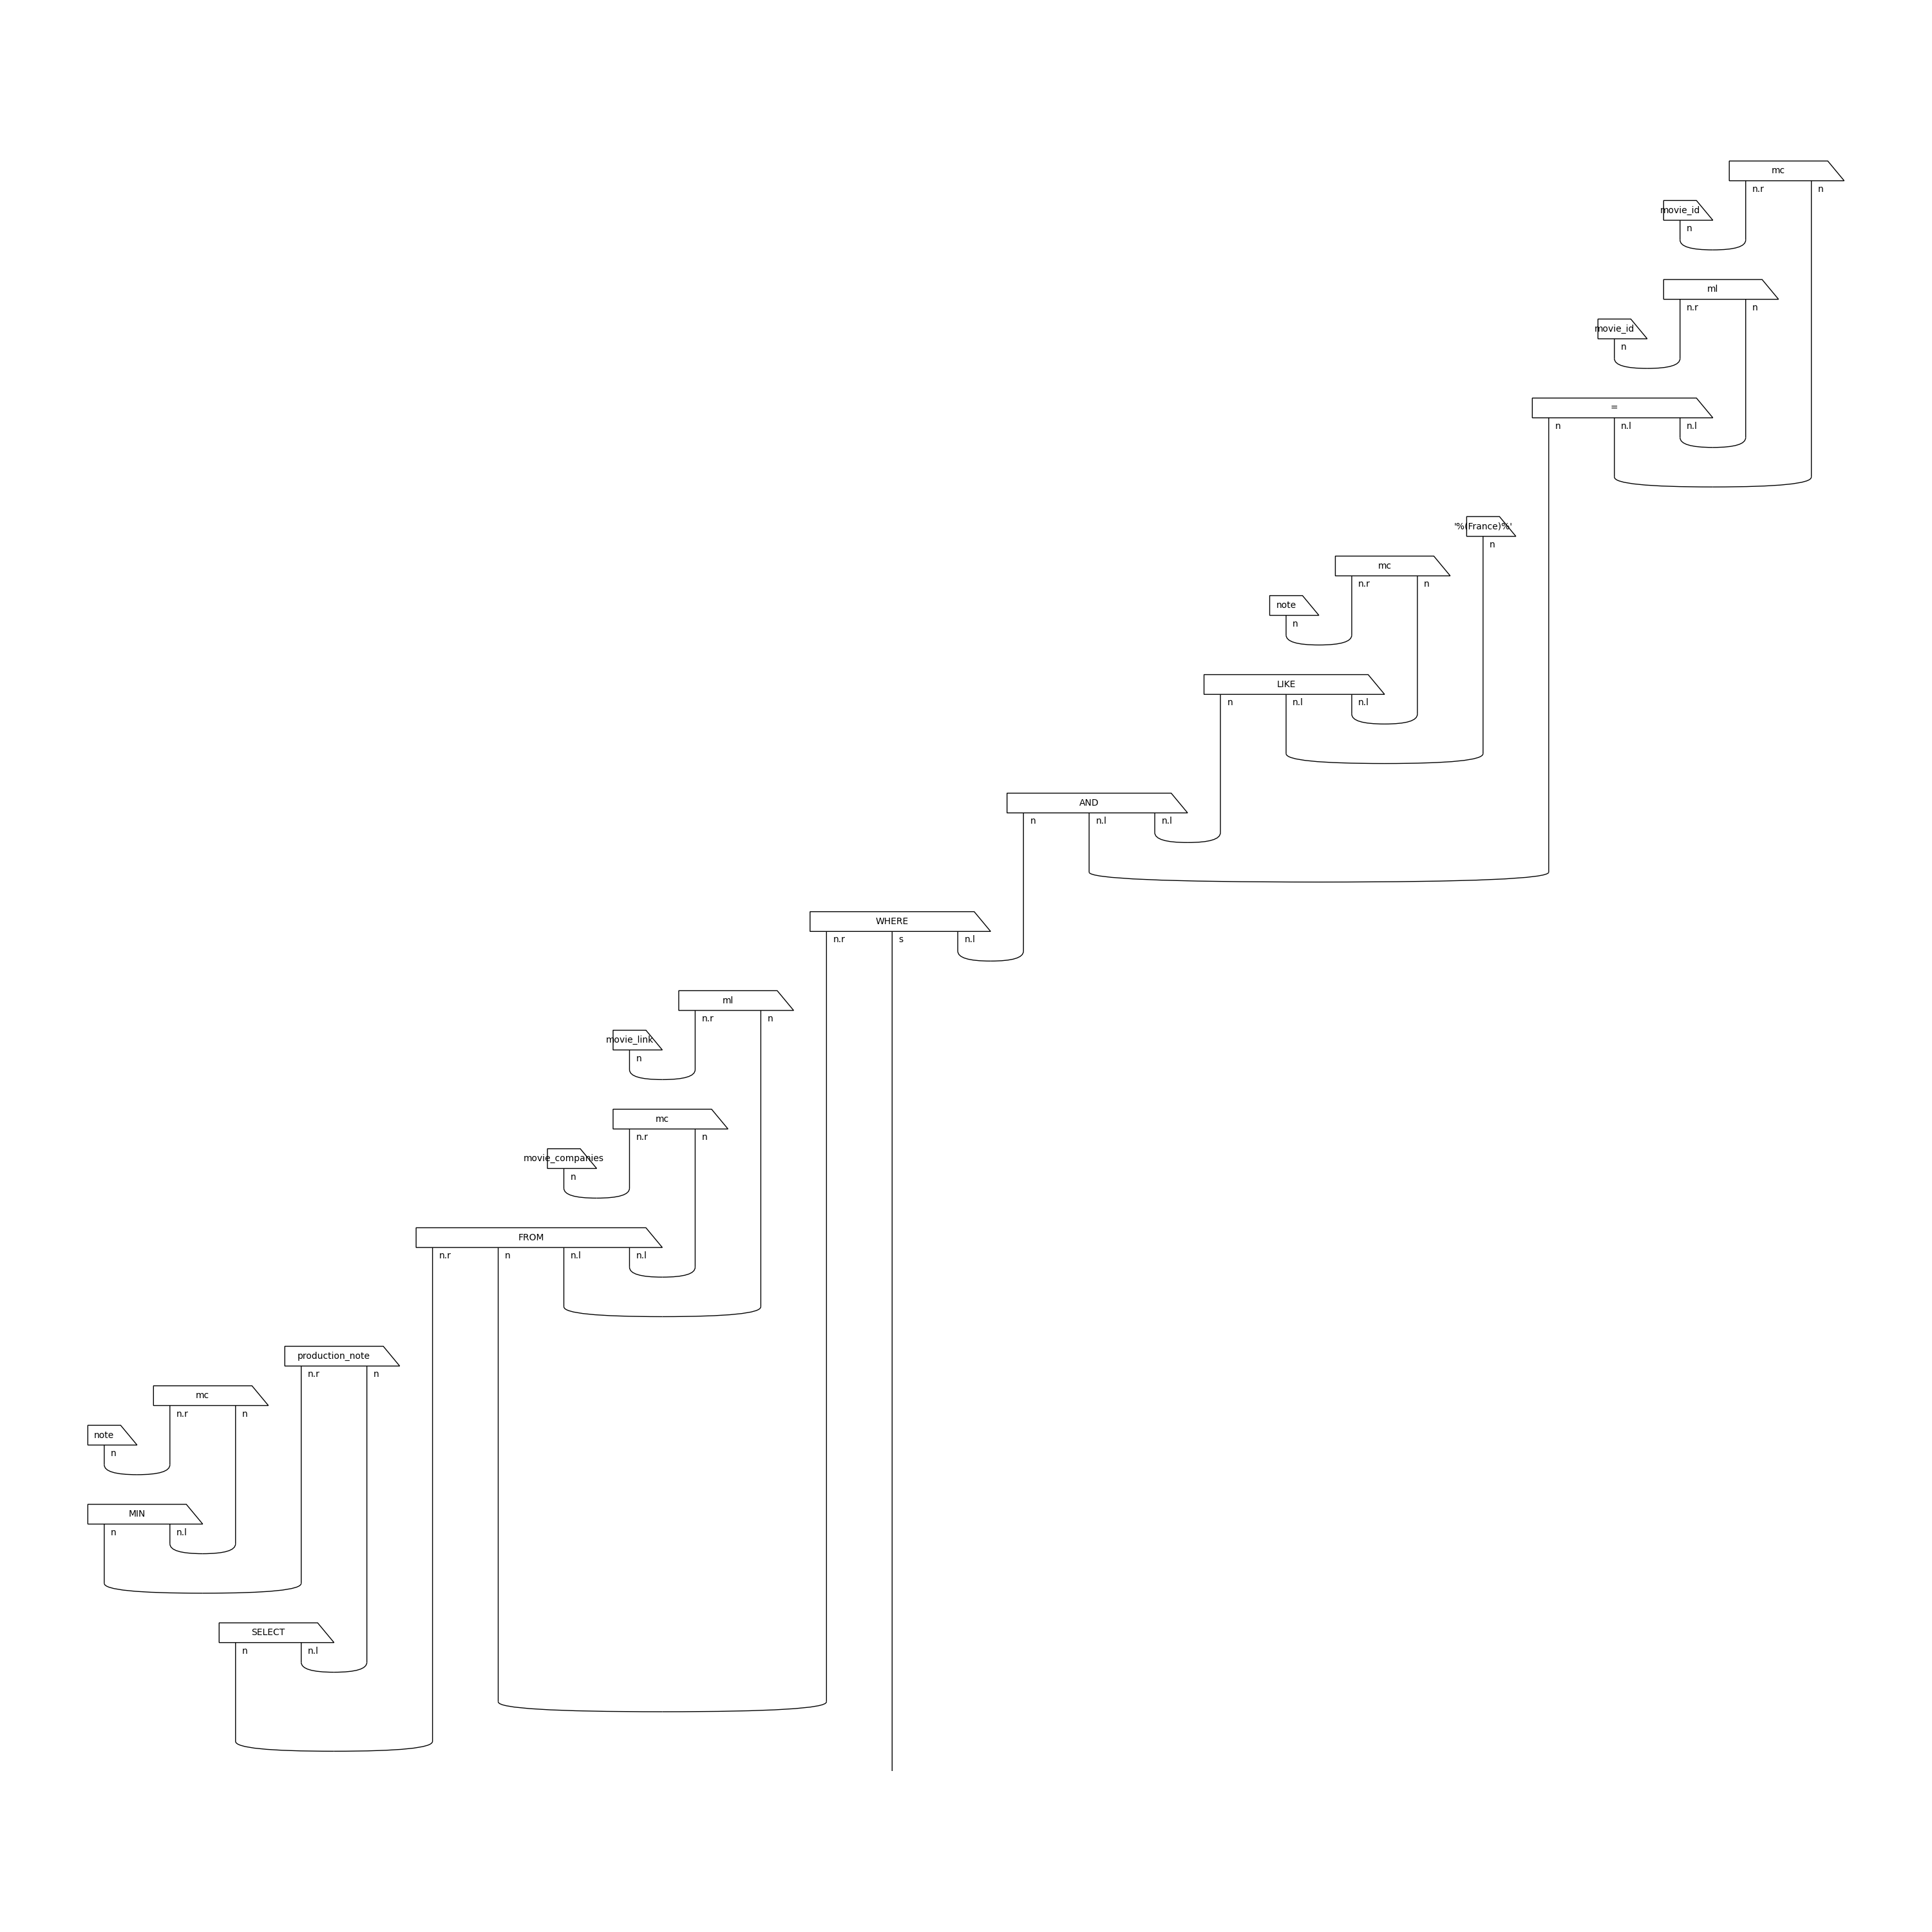 mc
n.r n
movie_id
n
ml
n.r n
movie_id
n
=
n n.l n.l
'%(France)%'
n
mc
n.r n
note
n
LIKE
n n.l n.l
AND
n n.l n.l
WHERE
n.r s n.l
ml
n.r n
movie_link
n
mc
n.r n
movie_companies
n
FROM
n.r n n.l n.l
production_note
n.r n
mc
n.r n
note
n
MIN
n n.l
SELECT
n n.l